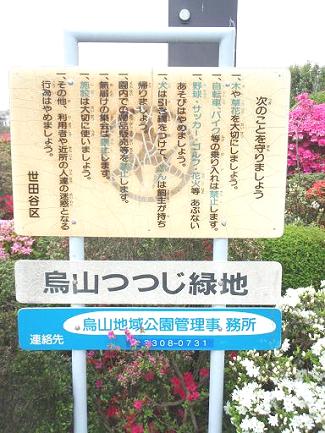 次のことを守りましょう
一、木や草花を大切にしましょう。
一、自転車、バイク等の乗り入れは禁止します。
一、野球・サッカー・ゴルフ・花火等あぶない
あそびはやめましょう。
一、犬は引き綱をつけて、ふんは飼主が持ち
帰りましょう。
一、園内での物品販売等を禁止します。
一、無届けの集会は禁止します。
一、施設は大切に使いましょう。
一、その他、利用者や近所の人達の迷惑となる
行為はやめましょう。
世田谷区
烏山つつじ緑地
烏山地域公園管理事務所
連絡先
3308-0731